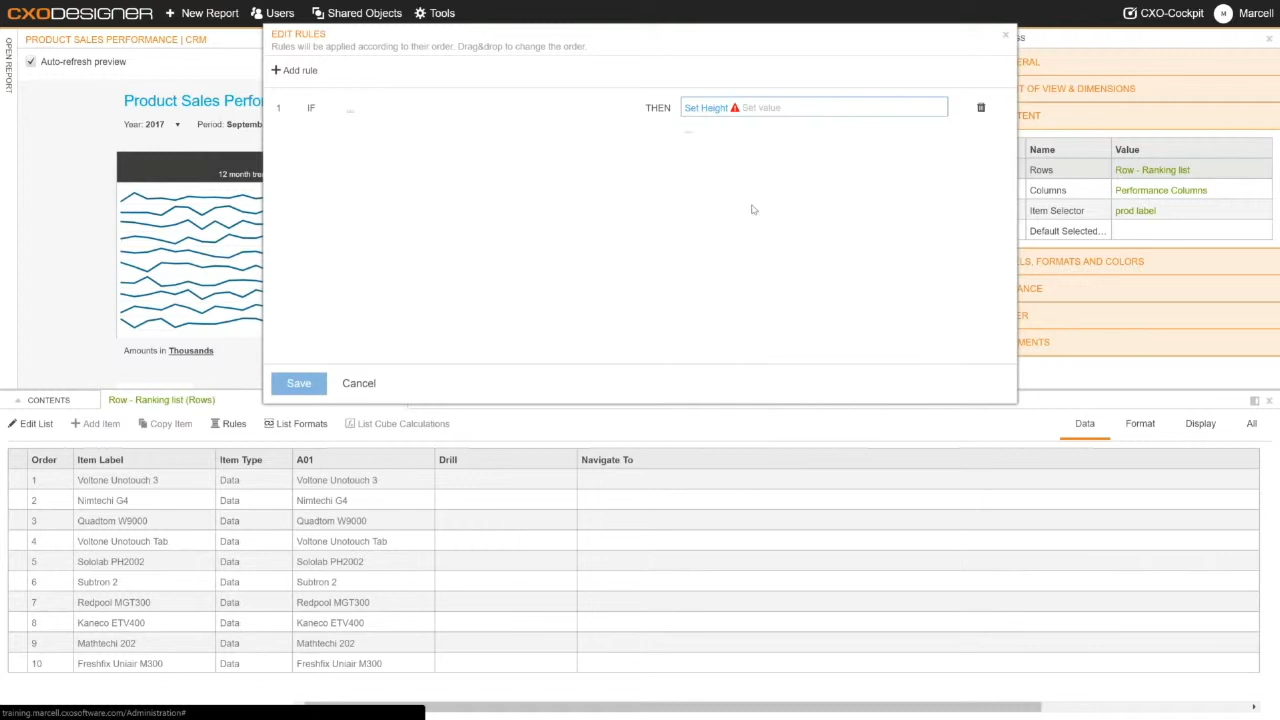 CXODESIGNER + New Report Users Shared Objects Tools CXO-Cockpit M Marcell
OPEN REPORT
PRODUCT SALES PERFORMANCE | CRM
Auto-refresh preview
Product Sales Perfo
Year: 2017 ▾ Period: Septemb
12 month tre
Amounts in Thousands
EDIT RULES
Rules will be applied according to their order. Drag&drop to change the order.
+ Add rule
1 IF ... THEN Set Height Set value
...
Save Cancel
SS
ERAL
T OF VIEW & DIMENSIONS
TENT
Name Value
Rows Row - Ranking list
Columns Performance Columns
Item Selector prod label
Default Selected...
LS, FORMATS AND COLORS
ANCE
ER
MENTS
CONTENTS Row - Ranking list (Rows)
Edit List + Add Item Copy Item Rules List Formats List Cube Calculations Data Format Display All
Order Item Label Item Type A01 Drill Navigate To
1 Voltone Unotouch 3 Data Voltone Unotouch 3
2 Nimtechi G4 Data Nimtechi G4
3 Quadtom W9000 Data Quadtom W9000
4 Voltone Unotouch Tab Data Voltone Unotouch Tab
5 Sololab PH2002 Data Sololab PH2002
6 Subtron 2 Data Subtron 2
7 Redpool MGT300 Data Redpool MGT300
8 Kaneco ETV400 Data Kaneco ETV400
9 Mathtechi 202 Data Mathtechi 202
10 Freshfix Uniair M300 Data Freshfix Uniair M300
training.marcell.cxosoftware.com/Administration#